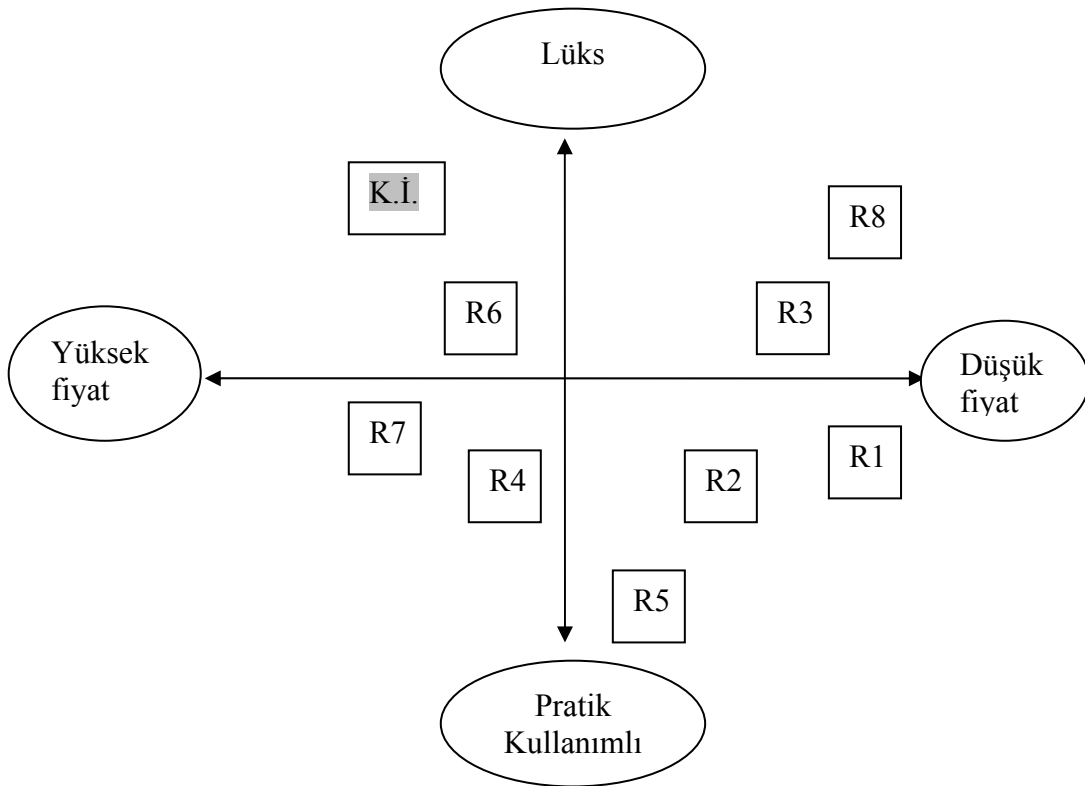 Lüks
K.İ.
R8
R6
R3
Yüksek
fiyat
Düşük
fiyat
R7
R1
R4
R2
R5
Pratik
Kullanımlı